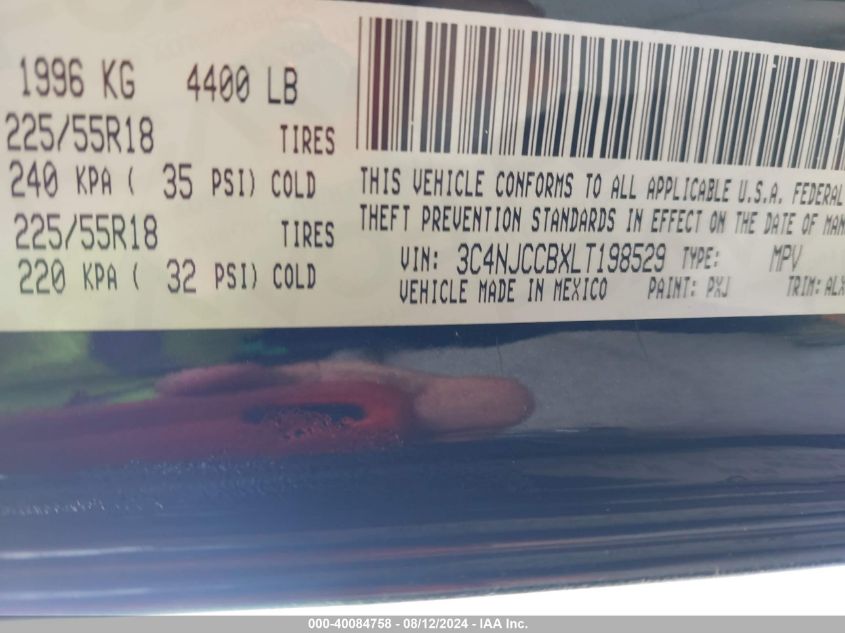 1996 KG 4400 LB
225/55R18 TIRES
240 KPA ( 35 PSI) COLD
225/55R18 TIRES
220 KPA ( 32 PSI) COLD
THIS VEHICLE CONFORMS TO ALL APPLICABLE U.S.A. FEDERAL
THEFT PREVENTION STANDARDS IN EFFECT ON THE DATE OF MAN
VIN: 3C4NJCCBXLT198529 TYPE: MPV
VEHICLE MADE IN MEXICO PAINT: PXJ TRIM: ALX
000-40084758 - 08/12/2024 - IAA Inc.